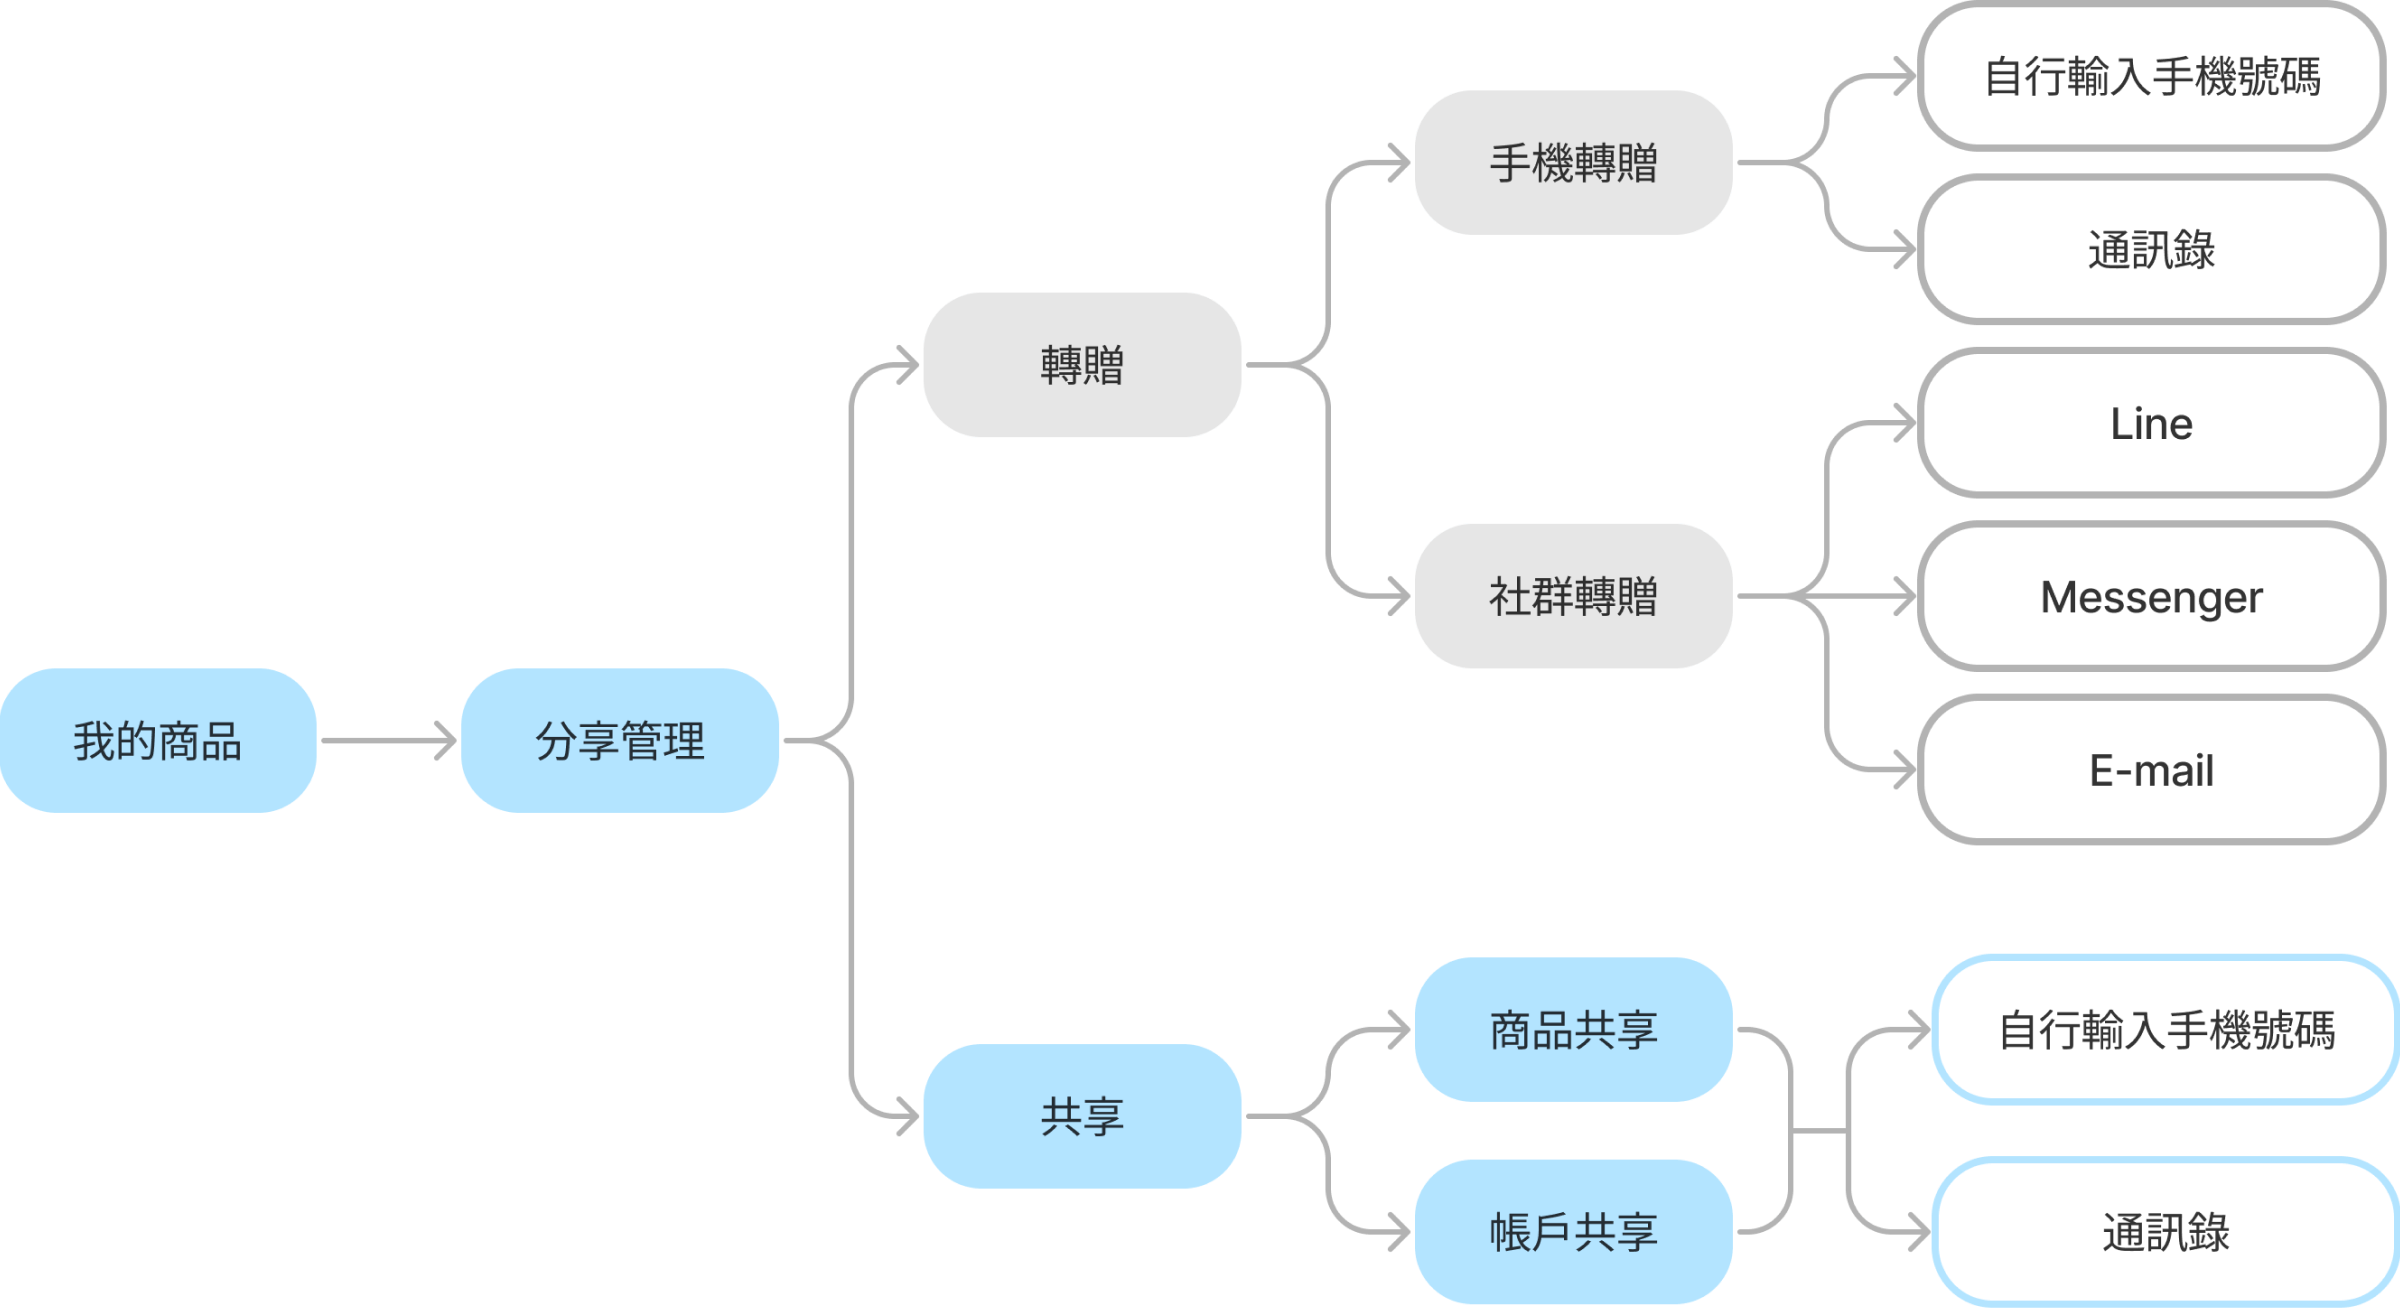 我的商品
分享管理
轉贈
手機轉贈
自行輸入手機號碼
通訊錄
社群轉贈
Line
Messenger
E-mail
共享
商品共享
帳戶共享
自行輸入手機號碼
通訊錄